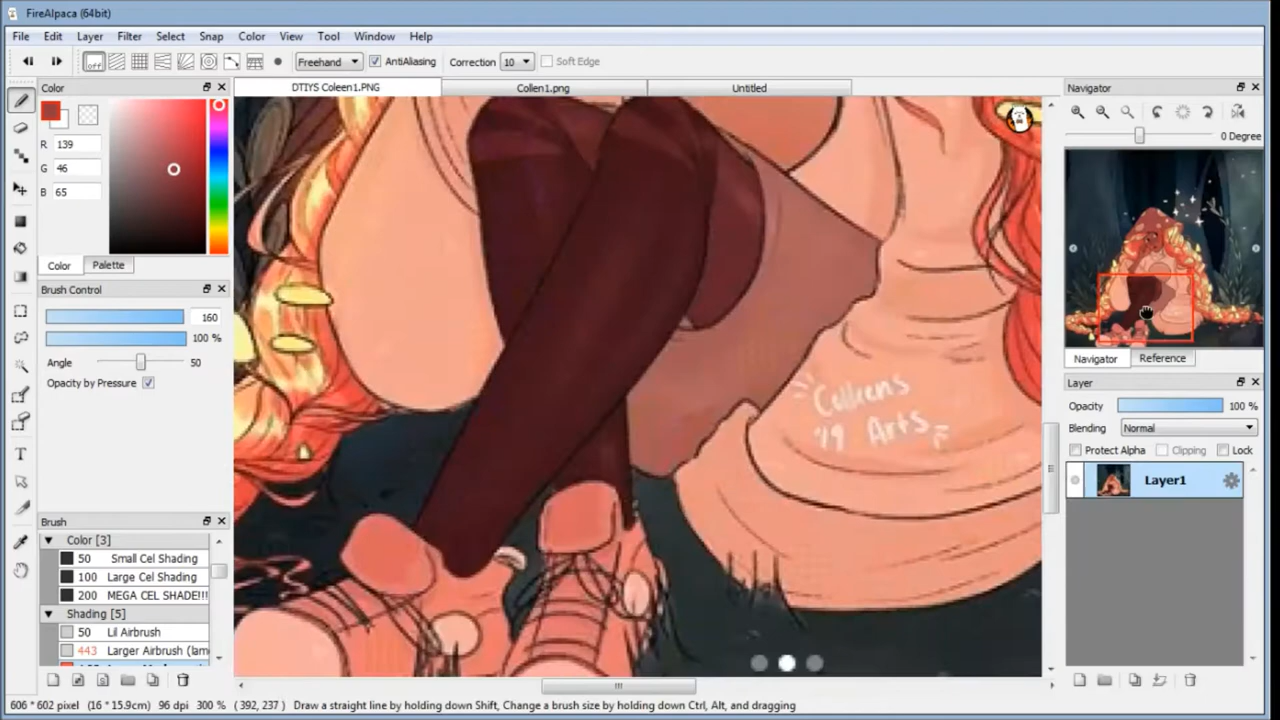 FireAlpaca (64bit)
File Edit Layer Filter Select Snap Color View Tool Window Help
off Freehand AntiAliasing Correction 10 Soft Edge
Color
DTIYS Coleen1.PNG Collen1.png Untitled
Navigator
R 139
G 46
B 65
0 Degree
Color Palette
Brush Control
160
100 %
Angle 50
Opacity by Pressure
Navigator Reference
Layer
Opacity 100 %
Blending Normal
Protect Alpha Clipping Lock
Layer1
Colleens
'19 Arts
Brush
Color [3]
50 Small Cel Shading
100 Large Cel Shading
200 MEGA CEL SHADE!!!
Shading [5]
50 Lil Airbrush
443 Larger Airbrush (lam
606 * 602 pixel (16 * 15.9cm) 96 dpi 300 % ( 392, 237 ) Draw a straight line by holding down Shift, Change a brush size by holding down Ctrl, Alt, and dragging